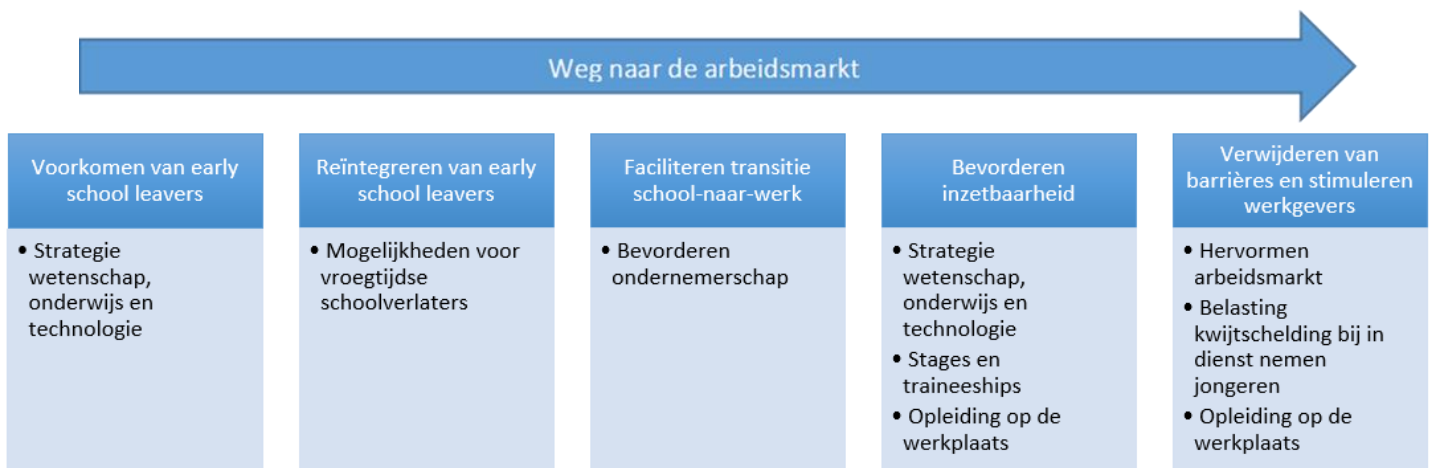 Weg naar de arbeidsmarkt
Voorkomen van early
school leavers
• Strategie
wetenschap,
onderwijs en
technologie
Reïntegreren van early
school leavers
• Mogelijkheden voor
vroegtijdse
schoolverlaters
Faciliteren transitie
school-naar-werk
• Bevorderen
ondernemerschap
Bevorderen
inzetbaarheid
• Strategie
wetenschap,
onderwijs en
technologie
• Stages en
traineeships
• Opleiding op de
werkplaats
Verwijderen van
barrières en stimuleren
werkgevers
• Hervormen
arbeidsmarkt
• Belasting
kwijtschelding bij in
dienst nemen
jongeren
• Opleiding op de
werkplaats